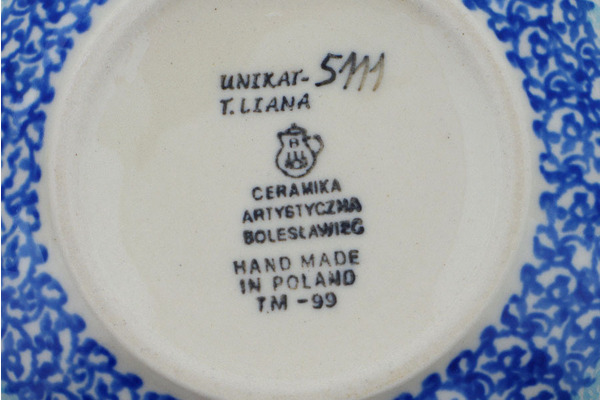 UNIKAT-5111
T.LIANA
B
CERAMIKA
ARTYSTYCZNA
BOLESŁAWIEC
HAND MADE
IN POLAND
TM-99